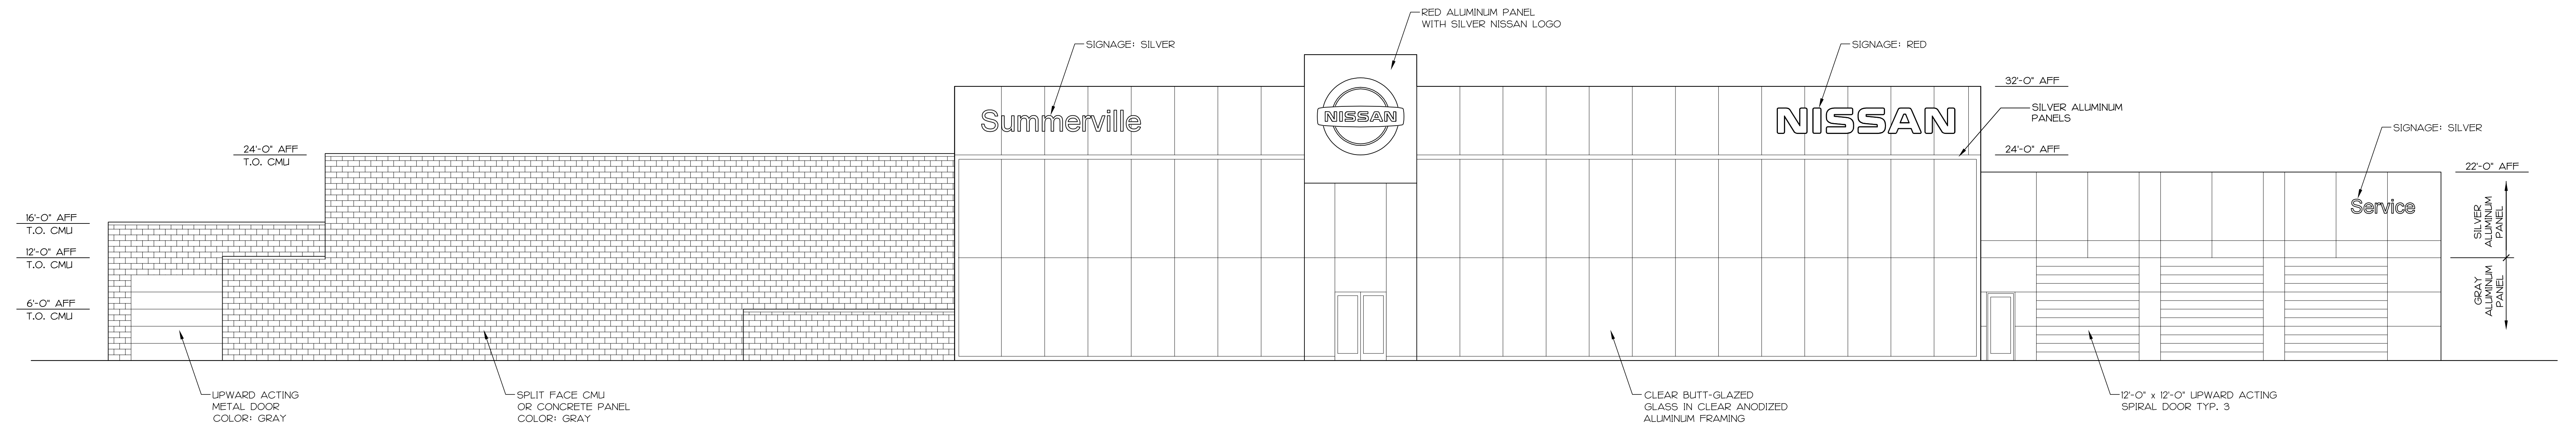 RED ALUMINUM PANEL
WITH SILVER NISSAN LOGO
SIGNAGE: SILVER
SIGNAGE: RED
32'-0" AFF
SILVER ALUMINUM
PANELS
Summerville
NISSAN
NISSAN
SIGNAGE: SILVER
24'-0" AFF
T.O. CMU
24'-0" AFF
22'-0" AFF
Service
SILVER
ALUMINUM
PANEL
16'-0" AFF
T.O. CMU
12'-0" AFF
T.O. CMU
GRAY
ALUMINUM
PANEL
6'-0" AFF
T.O. CMU
UPWARD ACTING
METAL DOOR
COLOR: GRAY
SPLIT FACE CMU
OR CONCRETE PANEL
COLOR: GRAY
CLEAR BUTT-GLAZED
GLASS IN CLEAR ANODIZED
ALUMINUM FRAMING
12'-0" x 12'-0" UPWARD ACTING
SPIRAL DOOR TYP. 3